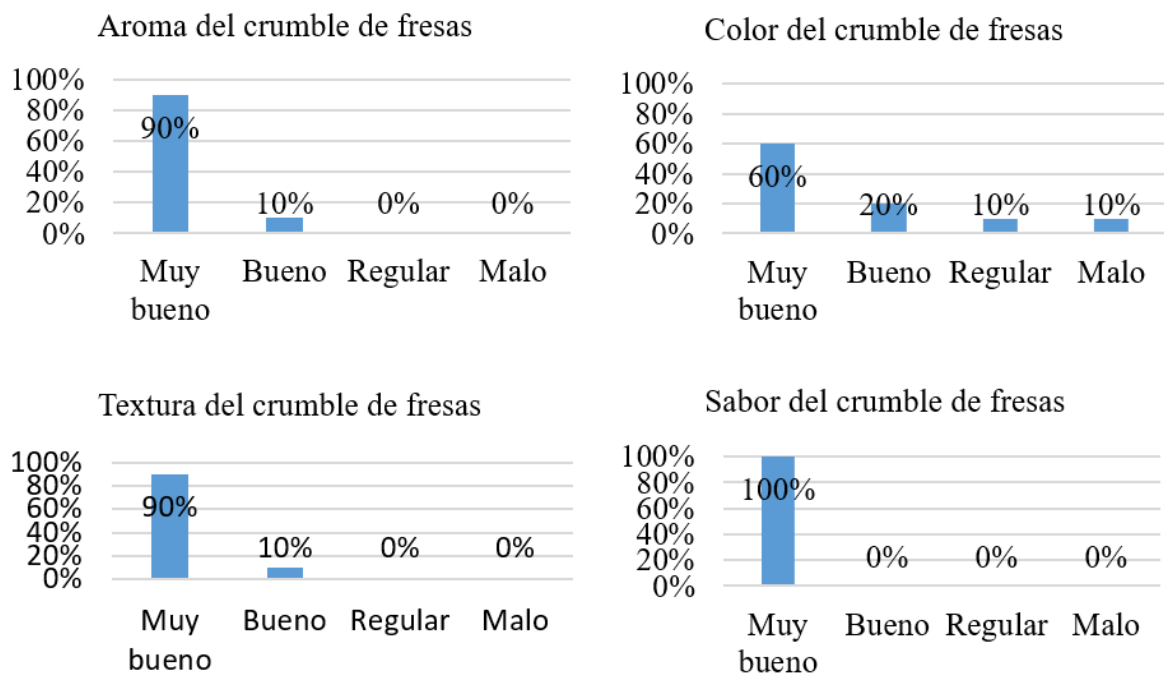 Aroma del crumble de fresas
100%
80%
60%
40%
20%
0%
90%
10%
0%
0%
Muy bueno
Bueno
Regular
Malo
Color del crumble de fresas
100%
80%
60%
40%
20%
0%
60%
20%
10%
10%
Muy bueno
Bueno
Regular
Malo
Textura del crumble de fresas
100%
80%
60%
40%
20%
0%
90%
10%
0%
0%
Muy bueno
Bueno
Regular
Malo
Sabor del crumble de fresas
100%
80%
60%
40%
20%
0%
100%
0%
0%
0%
Muy bueno
Bueno
Regular
Malo